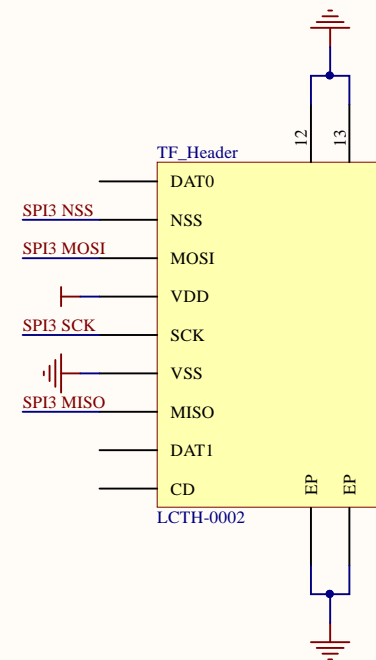 12
13
TF_Header
DAT0
SPI3 NSS
NSS
SPI3 MOSI
MOSI
VDD
SPI3 SCK
SCK
VSS
SPI3 MISO
MISO
DAT1
CD
EP
EP
LCTH-0002